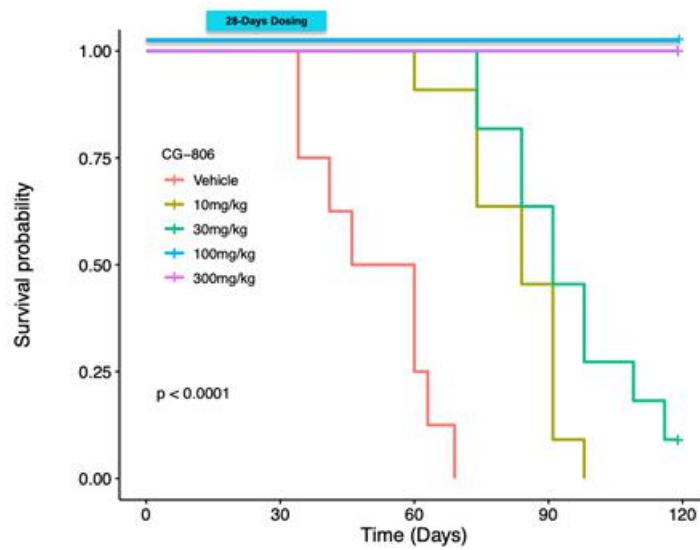 28-Days Dosing
1.00
0.75
0.50
0.25
0.00
Survival probability
CG-806
Vehicle
10mg/kg
30mg/kg
100mg/kg
300mg/kg
p < 0.0001
0 30 60 90 120
Time (Days)